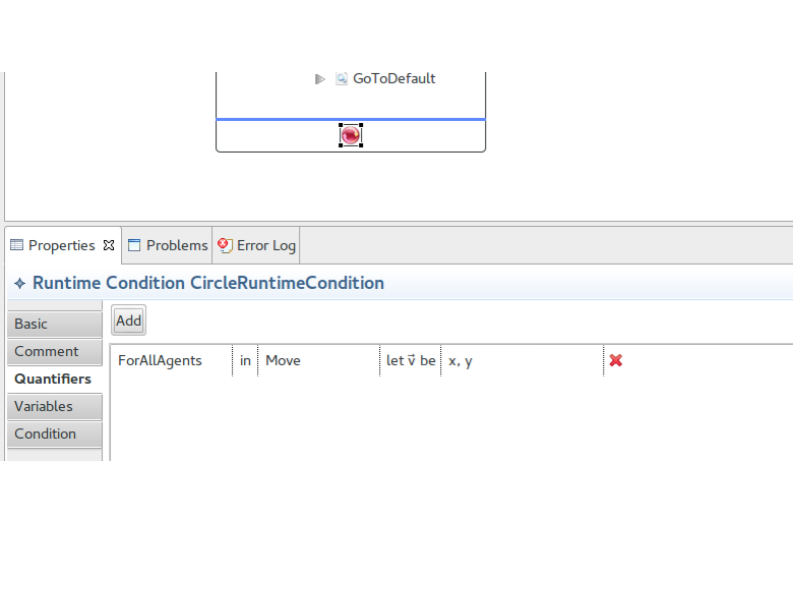 GoToDefault
Properties Problems Error Log
Runtime Condition CircleRuntimeCondition
Basic
Add
Comment
ForAllAgents in Move let v⃗ be x, y
Quantifiers
Variables
Condition